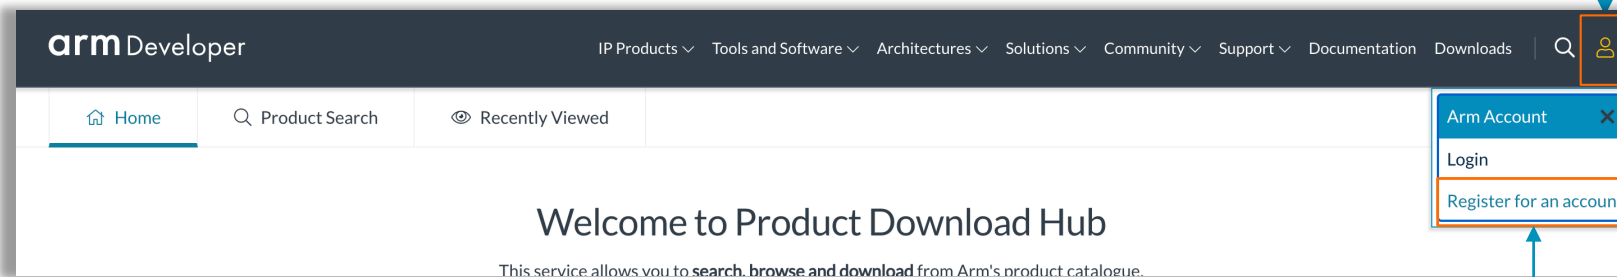 arm Developer
IP Products Tools and Software Architectures Solutions Community Support Documentation Downloads
Home Product Search Recently Viewed
Arm Account
Login
Register for an accoun
Welcome to Product Download Hub
This service allows you to search, browse and download from Arm's product catalogue.